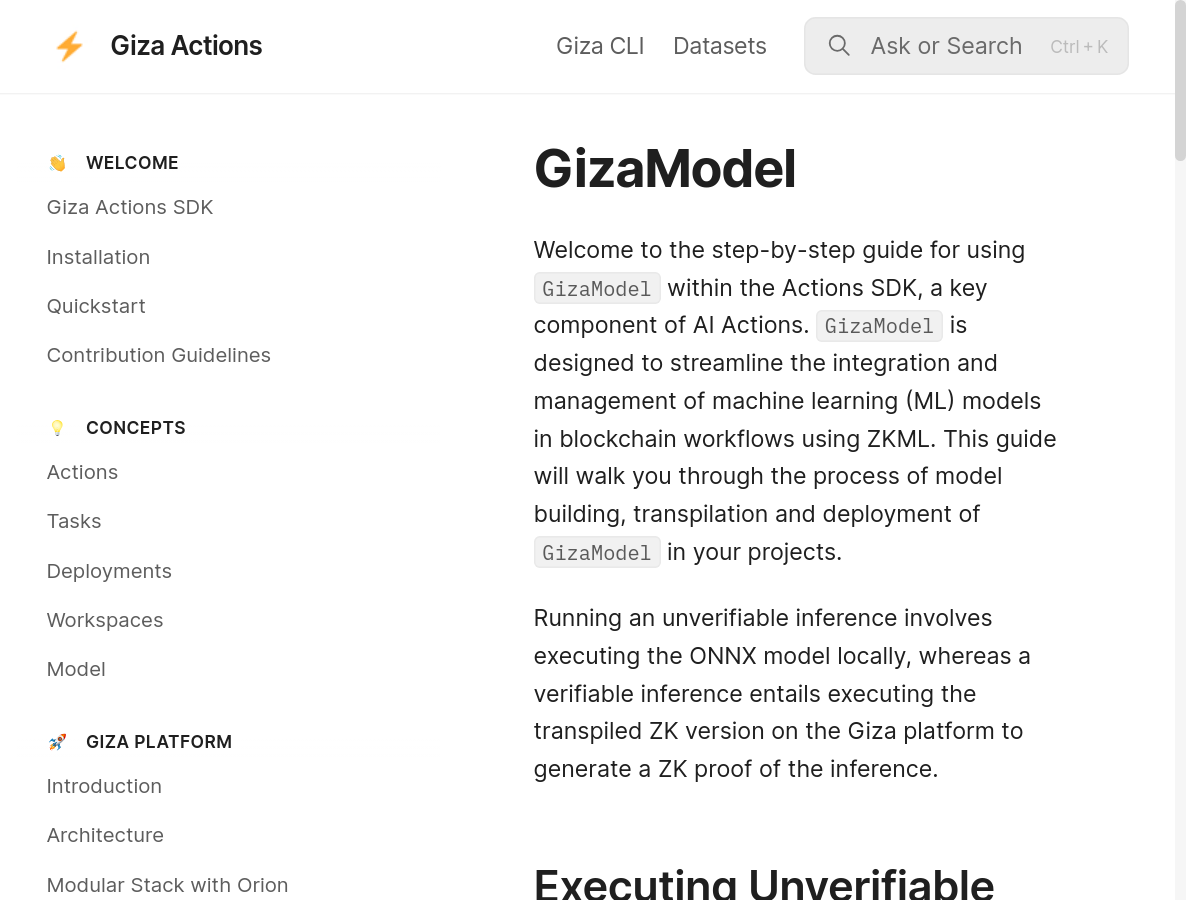 Giza Actions
Giza CLI
Datasets
Ask or Search
Ctrl + K
WELCOME
Giza Actions SDK
Installation
Quickstart
Contribution Guidelines
CONCEPTS
Actions
Tasks
Deployments
Workspaces
Model
GIZA PLATFORM
Introduction
Architecture
Modular Stack with Orion
GizaModel
Welcome to the step-by-step guide for using
GizaModel within the Actions SDK, a key
component of AI Actions. GizaModel is
designed to streamline the integration and
management of machine learning (ML) models
in blockchain workflows using ZKML. This guide
will walk you through the process of model
building, transpilation and deployment of
GizaModel in your projects.
Running an unverifiable inference involves
executing the ONNX model locally, whereas a
verifiable inference entails executing the
transpiled ZK version on the Giza platform to
generate a ZK proof of the inference.
Executing Unverifiable